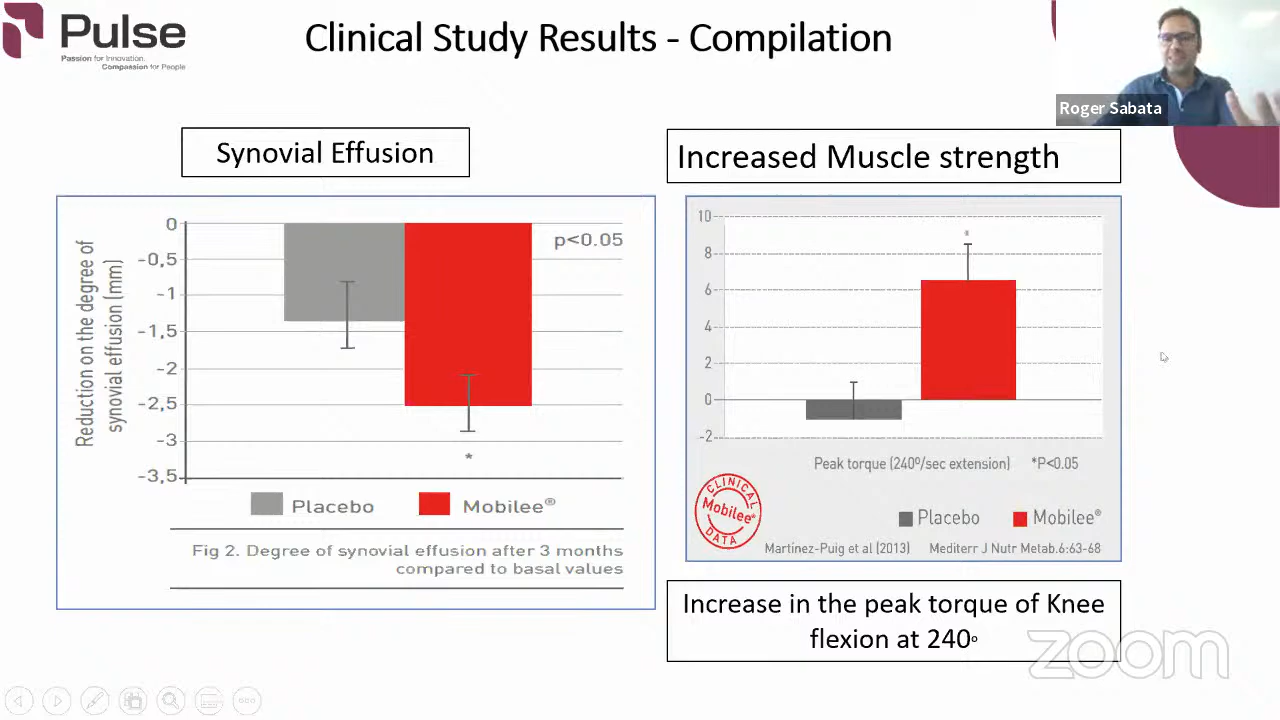 Pulse
Passion for Innovation.
Compassion for People
Clinical Study Results - Compilation
Roger Sabata
Synovial Effusion
Increased Muscle strength
Reduction on the degree of
synovial effusion (mm)
0
-0,5
-1
-1,5
-2
-2,5
-3
-3,5
p<0.05
*
Placebo
Mobilee®
Fig 2. Degree of synovial effusion after 3 months
compared to basal values
10
8
6
4
2
0
-2
*
Peak torque (240º/sec extension) *P<0.05
CLINICAL
Mobilee®
DATA
Placebo
Mobilee®
Martínez-Puig et al (2013) Mediterr J Nutr Metab.6:63-68
Increase in the peak torque of Knee
flexion at 240º
zoom